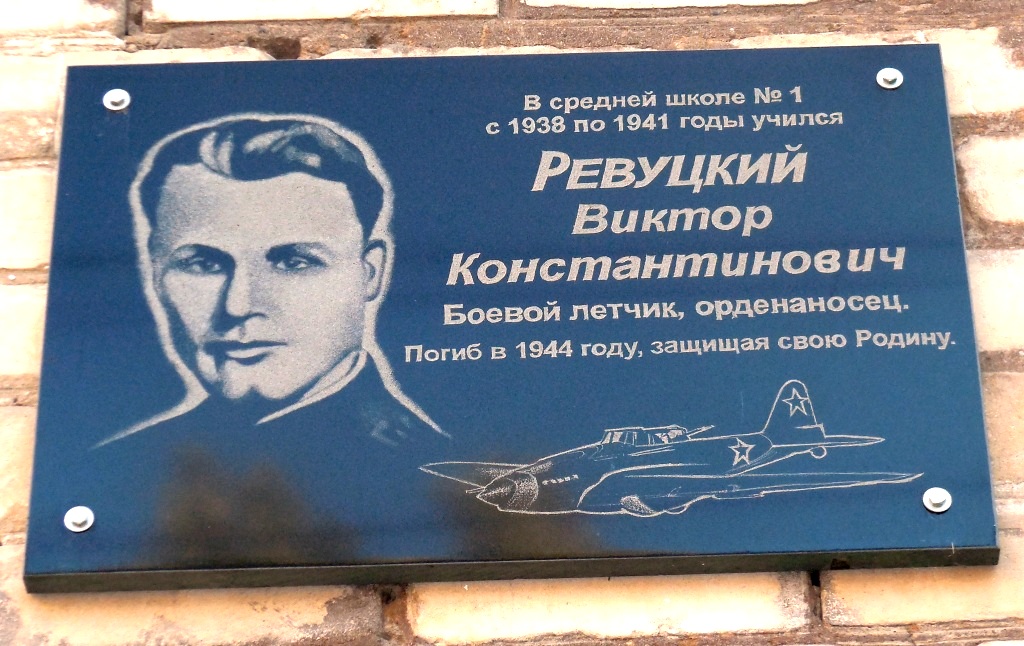 В средней школе № 1
с 1938 по 1941 годы учился
РЕВУЦКИЙ
Виктор
Константинович
Боевой летчик, орденаносец.
Погиб в 1944 году, защищая свою Родину.